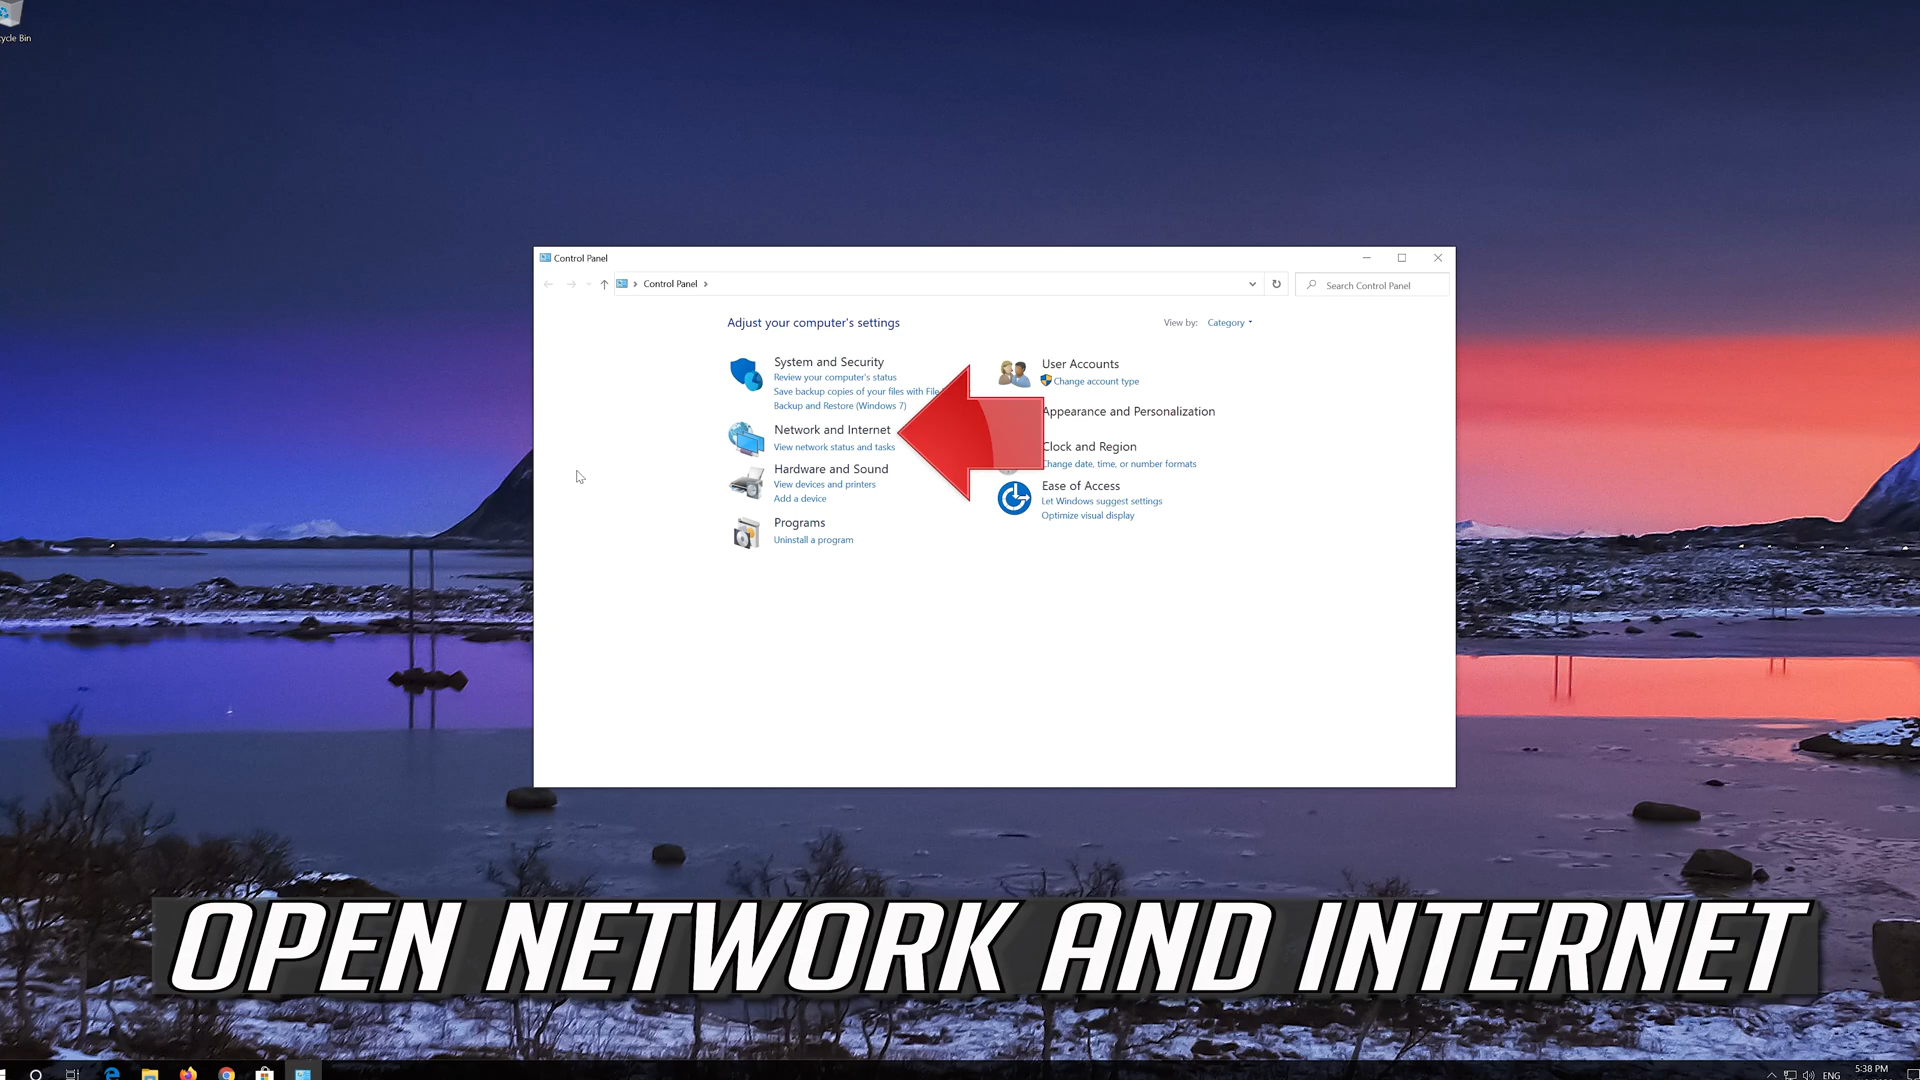 cycle Bin
Control Panel
Control Panel
Search Control Panel
Adjust your computer's settings
View by: Category
System and Security
Review your computer's status
Save backup copies of your files with File
Backup and Restore (Windows 7)
Network and Internet
View network status and tasks
Hardware and Sound
View devices and printers
Add a device
Programs
Uninstall a program
User Accounts
Change account type
Appearance and Personalization
Clock and Region
Change date, time, or number formats
Ease of Access
Let Windows suggest settings
Optimize visual display
OPEN NETWORK AND INTERNET
ENG
5:38 PM